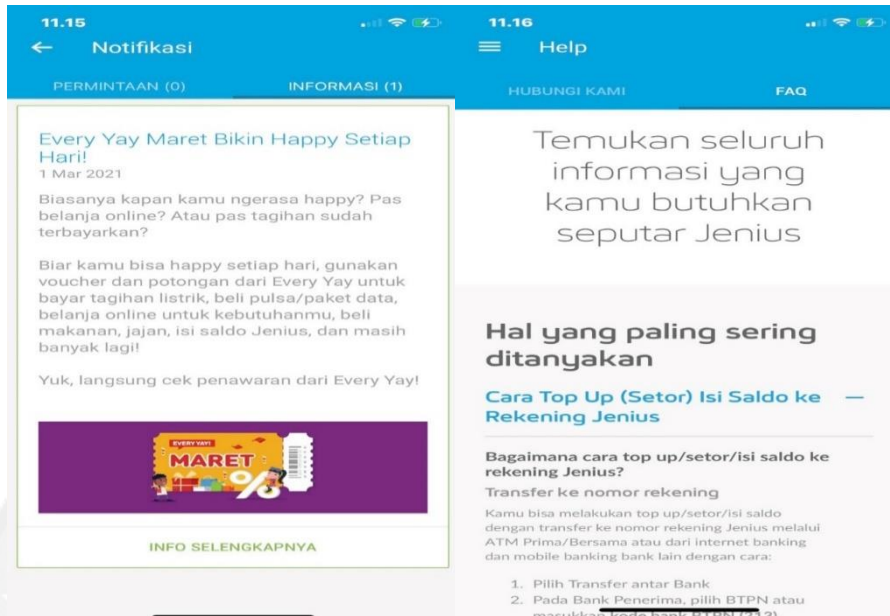 11.15
Notifikasi
PERMINTAAN (0)
INFORMASI (1)
Every Yay Maret Bikin Happy Setiap
Hari!
1 Mar 2021
Biasanya kapan kamu ngerasa happy? Pas
belanja online? Atau pas tagihan sudah
terbayarkan?
Biar kamu bisa happy setiap hari, gunakan
voucher dan potongan dari Every Yay untuk
bayar tagihan listrik, beli pulsa/paket data,
belanja online untuk kebutuhanmu, beli
makanan, jajan, isi saldo Jenius, dan masih
banyak lagi!
Yuk, langsung cek penawaran dari Every Yay!
EVERY YAY!
MARET
%
INFO SELENGKAPNYA
11.16
Help
HUBUNGI KAMI
FAQ
Temukan seluruh
informasi yang
kamu butuhkan
seputar Jenius
Hal yang paling sering
ditanyakan
Cara Top Up (Setor) Isi Saldo ke
Rekening Jenius
Bagaimana cara top up/setor/isi saldo ke
rekening Jenius?
Transfer ke nomor rekening
Kamu bisa melakukan top up/setor/isi saldo
dengan transfer ke nomor rekening Jenius melalui
ATM Prima/Bersama atau dari internet banking
dan mobile banking bank lain dengan cara:
1. Pilih Transfer antar Bank
2. Pada Bank Penerima, pilih BTPN atau
masukkan kode bank BTPN (213)